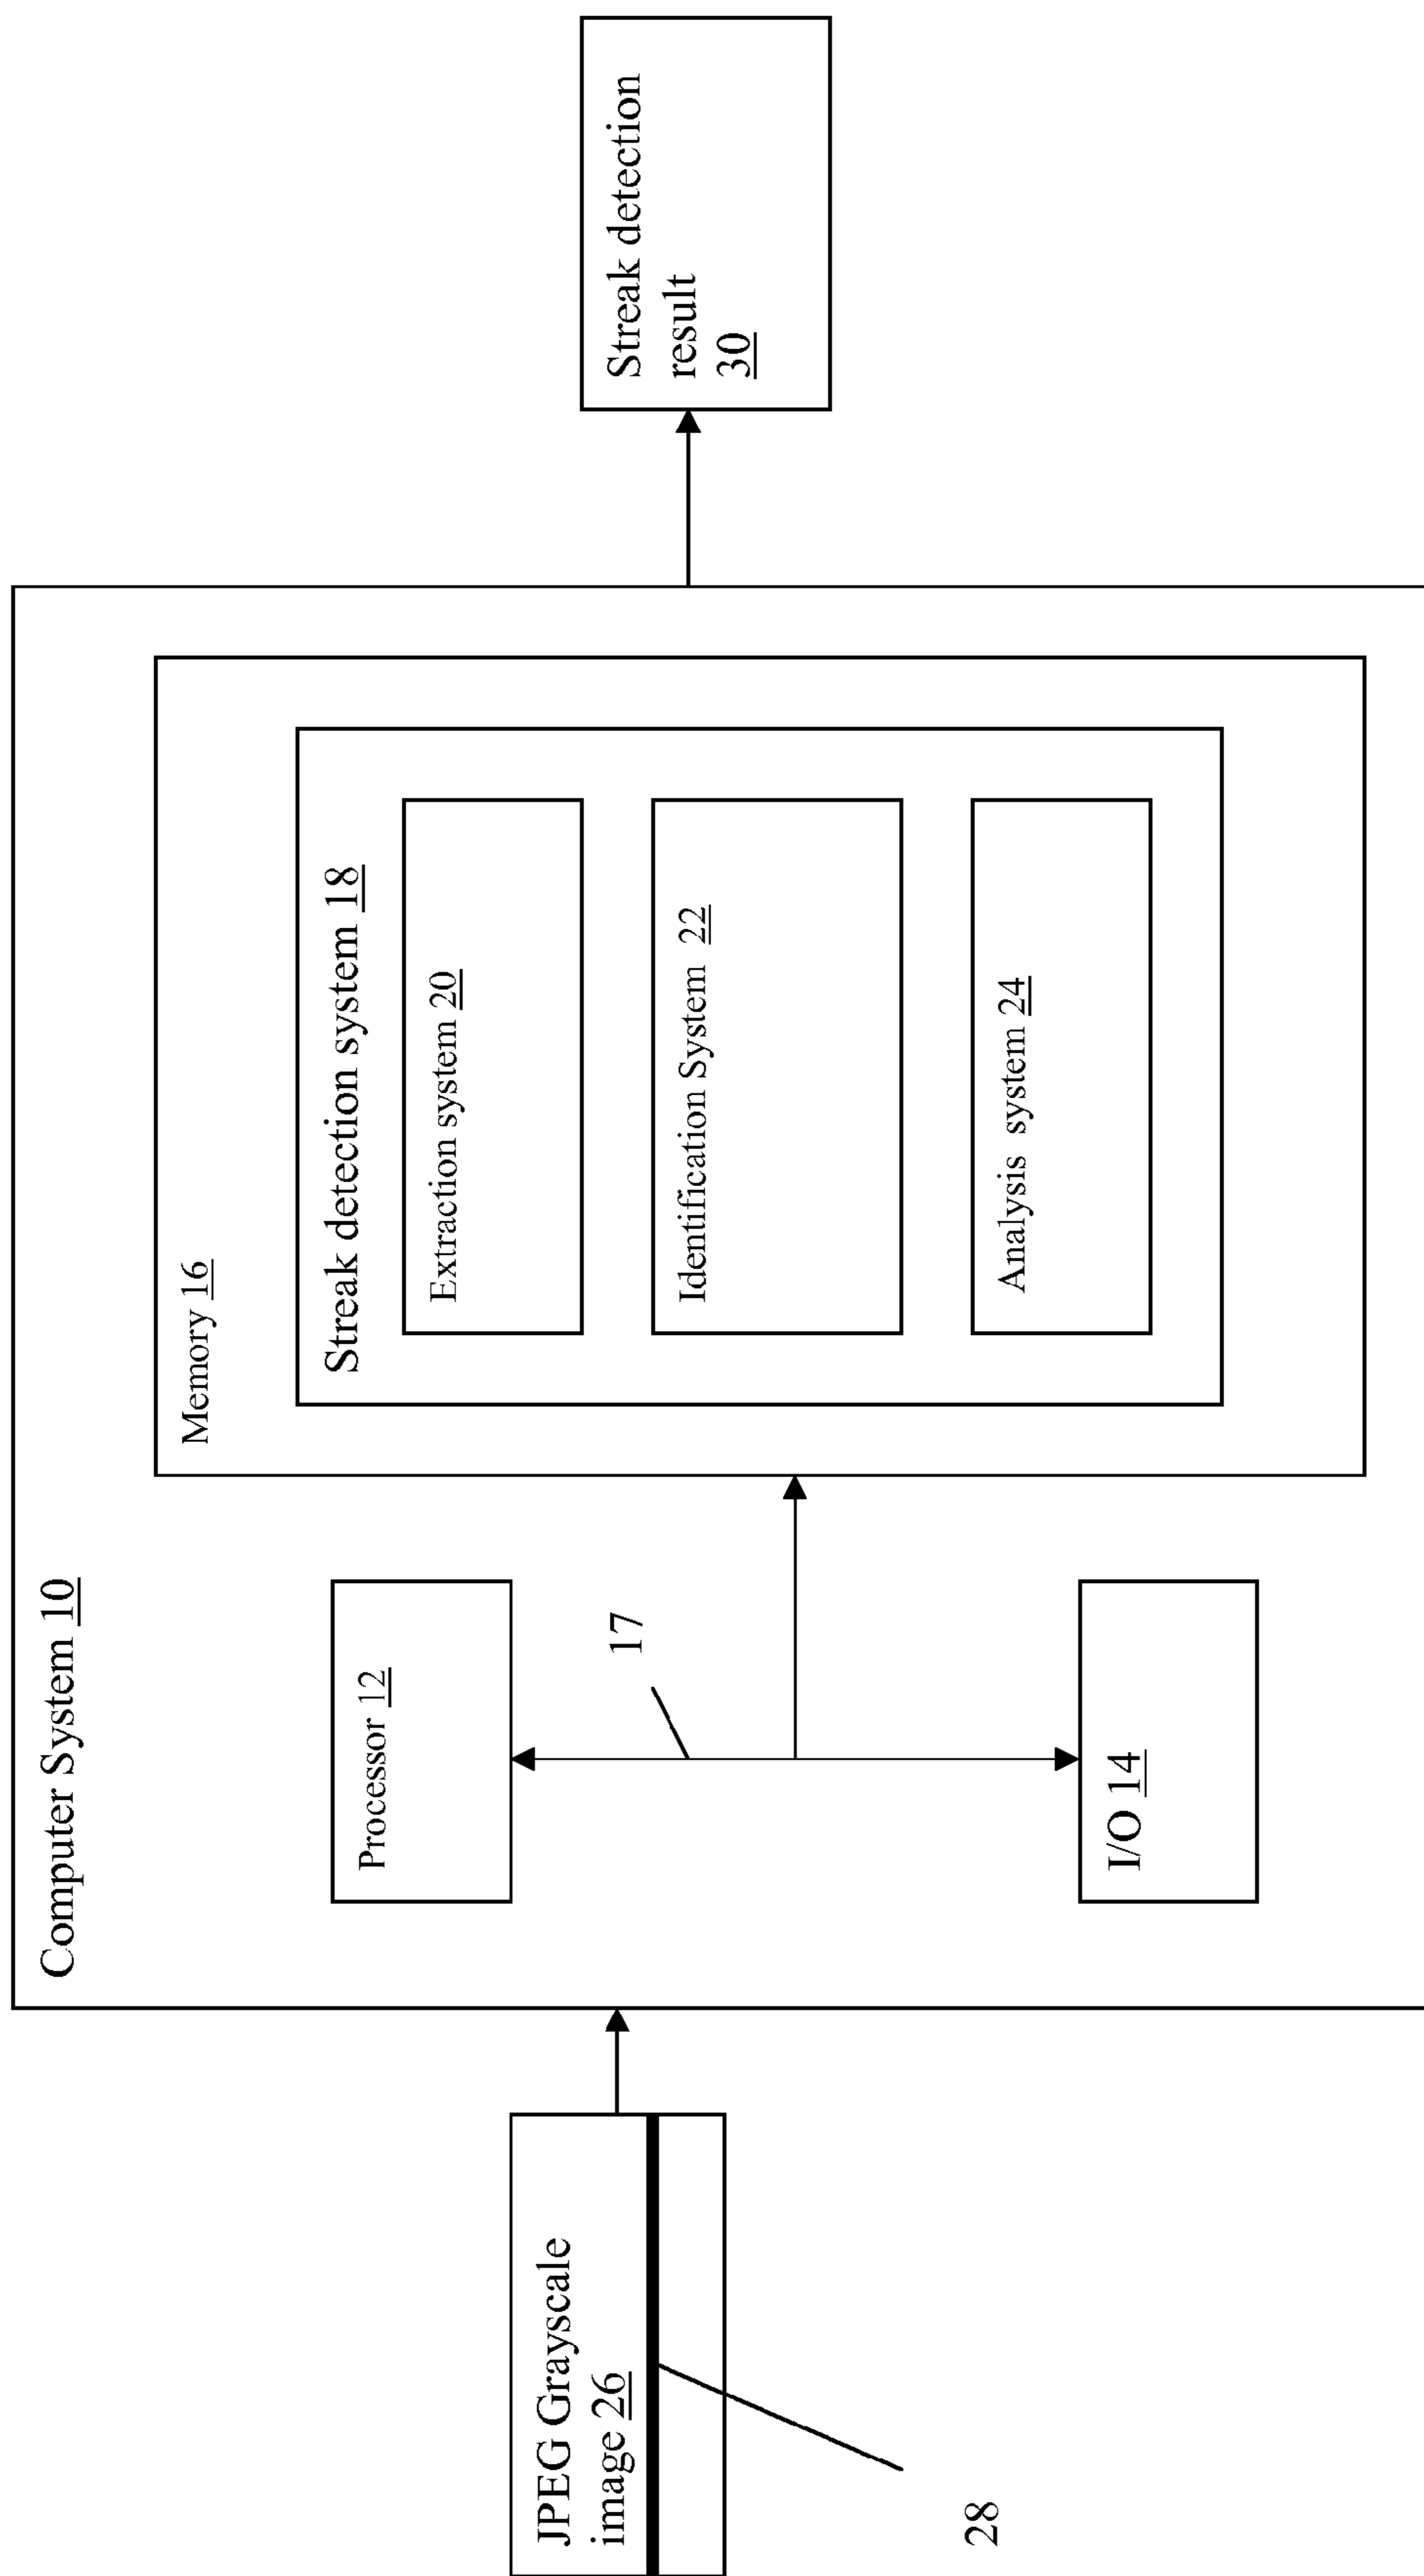 Computer System 10
JPEG Grayscale
image 26
28
Processor 12
17
I/O 14
Memory 16
Streak detection system 18
Extraction system 20
Identification System 22
Analysis system 24
Streak detection
result
30